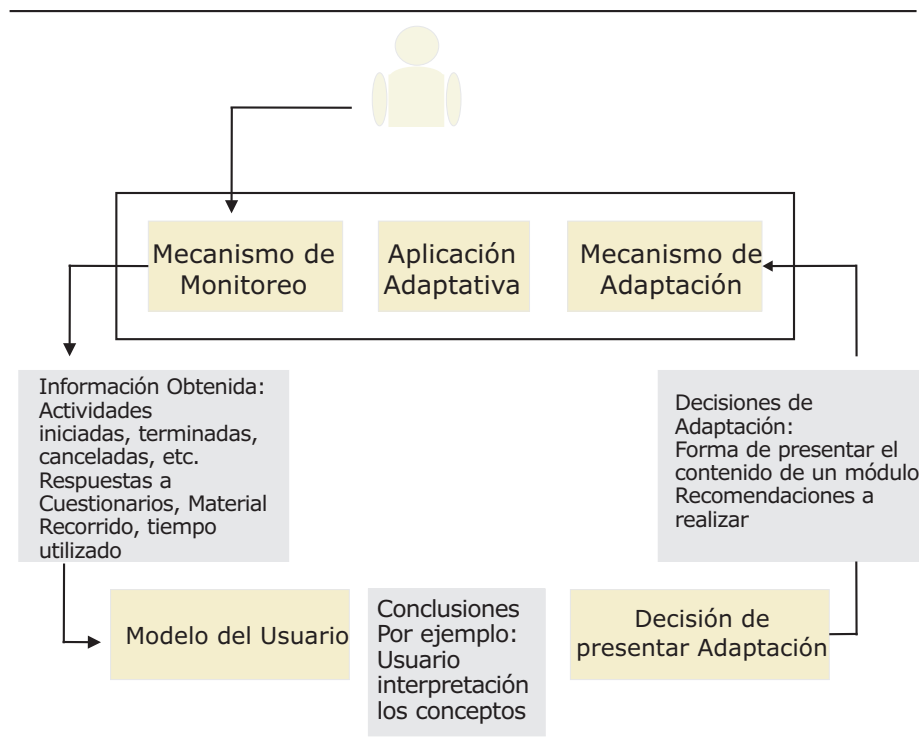 Mecanismo de
Monitoreo
Aplicación
Adaptativa
Mecanismo de
Adaptación
Información Obtenida:
Actividades
iniciadas, terminadas,
canceladas, etc.
Respuestas a
Cuestionarios, Material
Recorrido, tiempo
utilizado
Decisiones de
Adaptación:
Forma de presentar el
contenido de un módulo
Recomendaciones a
realizar
Modelo del Usuario
Conclusiones
Por ejemplo:
Usuario
interpretación
los conceptos
Decisión de
presentar Adaptación